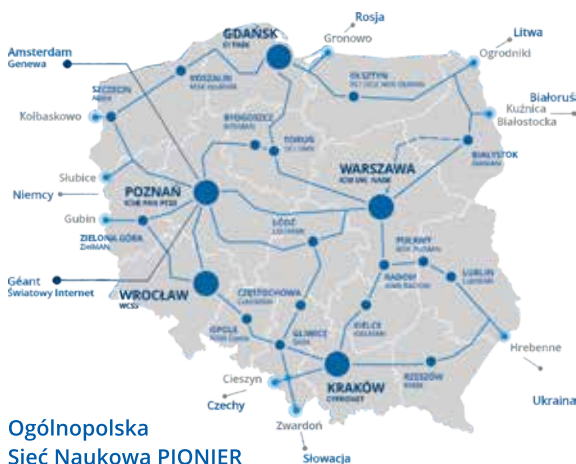 Rosja
GDAŃSK
Gronowo
Litwa
Ogrodniki
Amsterdam
Genewa
KOSZALIN
OLSZTYN
SZCZECIN
Białoruś
Kuźnica
Białostocka
Kołbaskowo
BYDGOSZCZ
TORUŃ
BIAŁYSTOK
Słubice
WARSZAWA
POZNAŃ
Niemcy
Gubin
ŁÓDŹ
ZIELONA GÓRA
PUŁAWY
LUBLIN
RADOM
Géant
Światowy Internet
WROCŁAW
WCSS
CZĘSTOCHOWA
OPOLE
GLIWICE
KIELCE
Hrebenne
Cieszyn
KRAKÓW
CYFRONET
RZESZÓW
Czechy
Ukraina
Zwardoń
Słowacja
Ogólnopolska
Sieć Naukowa PIONIER